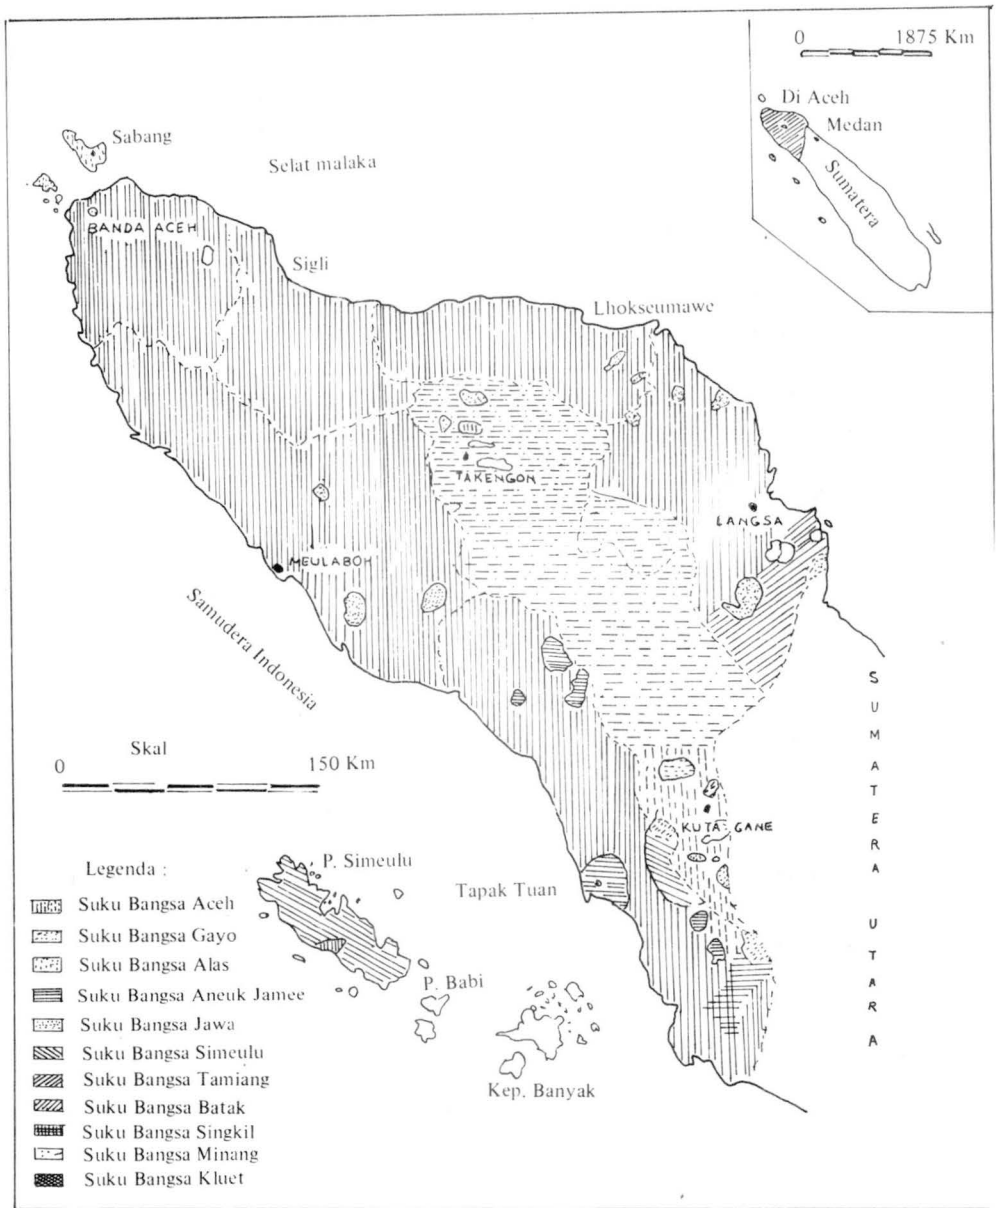 0 1875 Km
Di Aceh
Medan
Sumatera
Sabang
Selat malaka
BANDA ACEH
Sigli
Lhokseumawe
TAKENGON
LANGSA
MEULABOH
Samudera Indonesia
SUMATERA UTARA
Skal
0 150 Km
KUTA GANE
P. Simeulu
Tapak Tuan
P. Babi
Kep. Banyak
Legenda :
Suku Bangsa Aceh
Suku Bangsa Gayo
Suku Bangsa Alas
Suku Bangsa Aneuk Jamee
Suku Bangsa Jawa
Suku Bangsa Simeulu
Suku Bangsa Tamiang
Suku Bangsa Batak
Suku Bangsa Singkil
Suku Bangsa Minang
Suku Bangsa Kluet